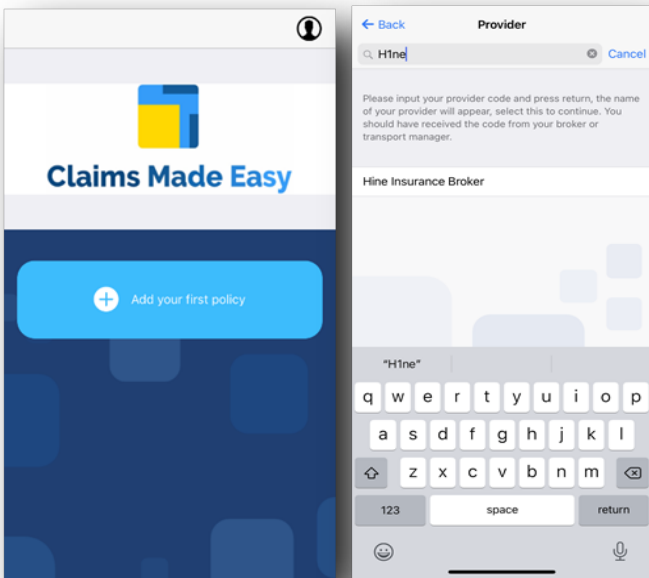 Claims Made Easy
Add your first policy
Back
Provider
H1ne
Cancel
Please input your provider code and press return, the name
of your provider will appear, select this to continue. You
should have received the code from your broker or
transport manager.
Hine Insurance Broker
“H1ne”
q w e r t y u i o p
a s d f g h j k l
z x c v b n m
123 space return